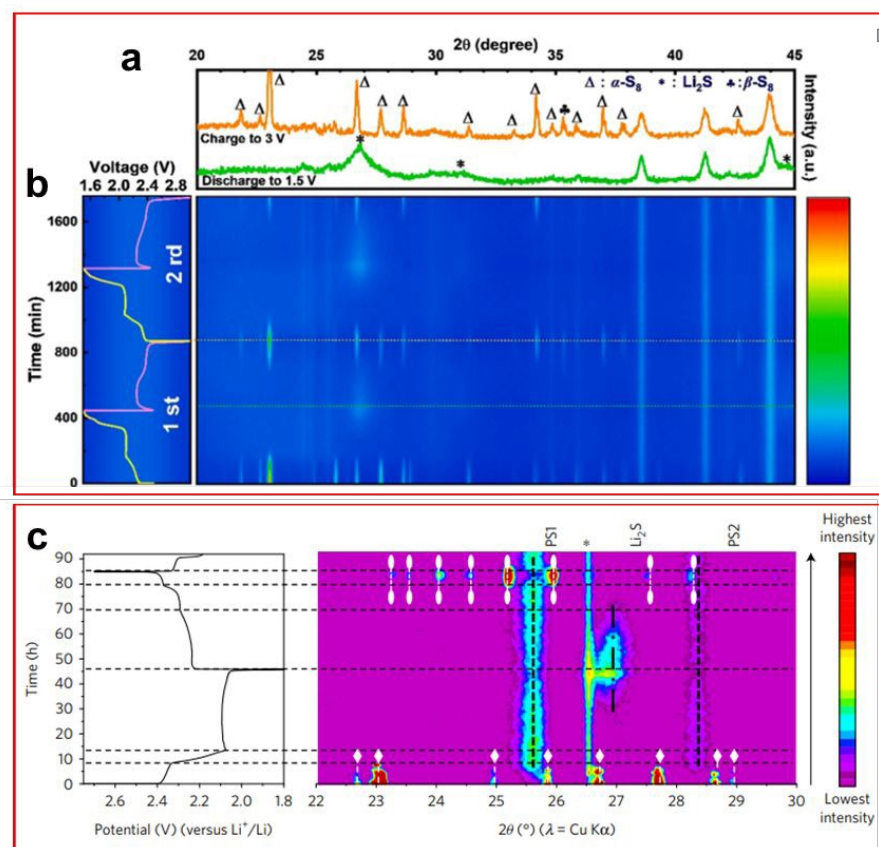 2θ (degree)
a
20 25 30 35 40 45
Δ : α-S₈ * : Li₂S ♣ :β-S₈
Δ Δ Δ Δ Δ Δ Δ Δ Δ Δ ♣ Δ Δ Δ Δ
Charge to 3 V
* * *
Discharge to 1.5 V
Intensity (a.u.)
Voltage (V)
b
1.6 2.0 2.4 2.8
1600
1200
800
400
0
Time (min)
2 rd
1 st
c
PS1 * Li₂S PS2
Highest
intensity
90
80
70
60
50
40
30
20
10
0
Time (h)
2.6 2.4 2.2 2.0 1.8
22 23 24 25 26 27 28 29 30
Lowest
intensity
Potential (V) (versus Li⁺/Li)
2θ (°) (λ = Cu Kα)